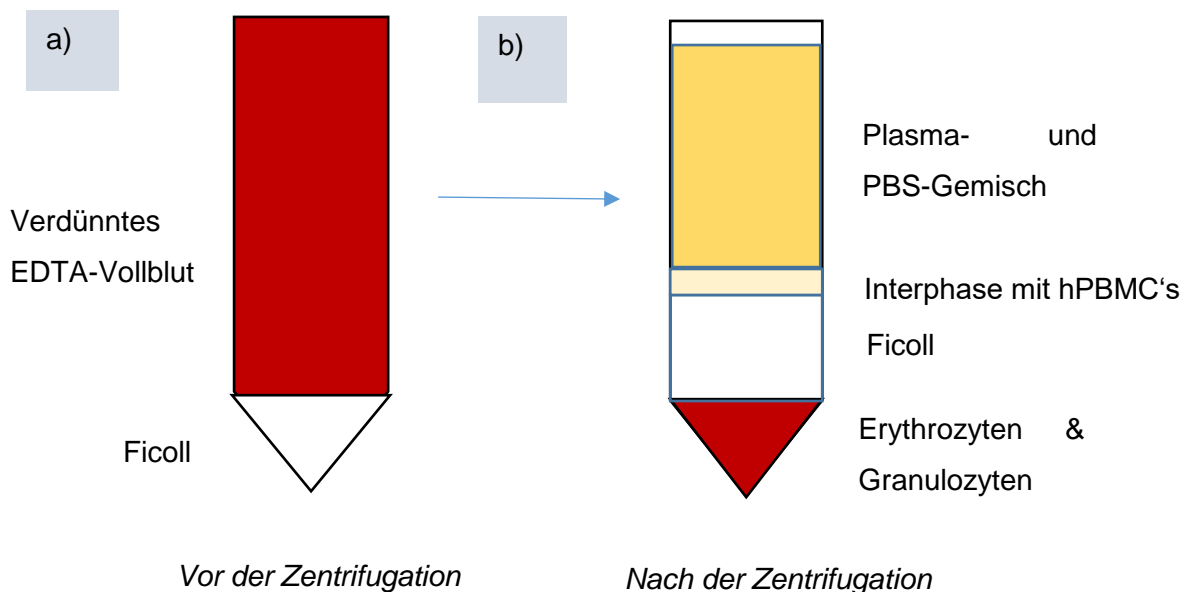 a)
b)
Verdünntes
EDTA-Vollblut
Ficoll
Plasma- und
PBS-Gemisch
Interphase mit hPBMC‘s
Ficoll
Erythrozyten &
Granulozyten
Vor der Zentrifugation
Nach der Zentrifugation